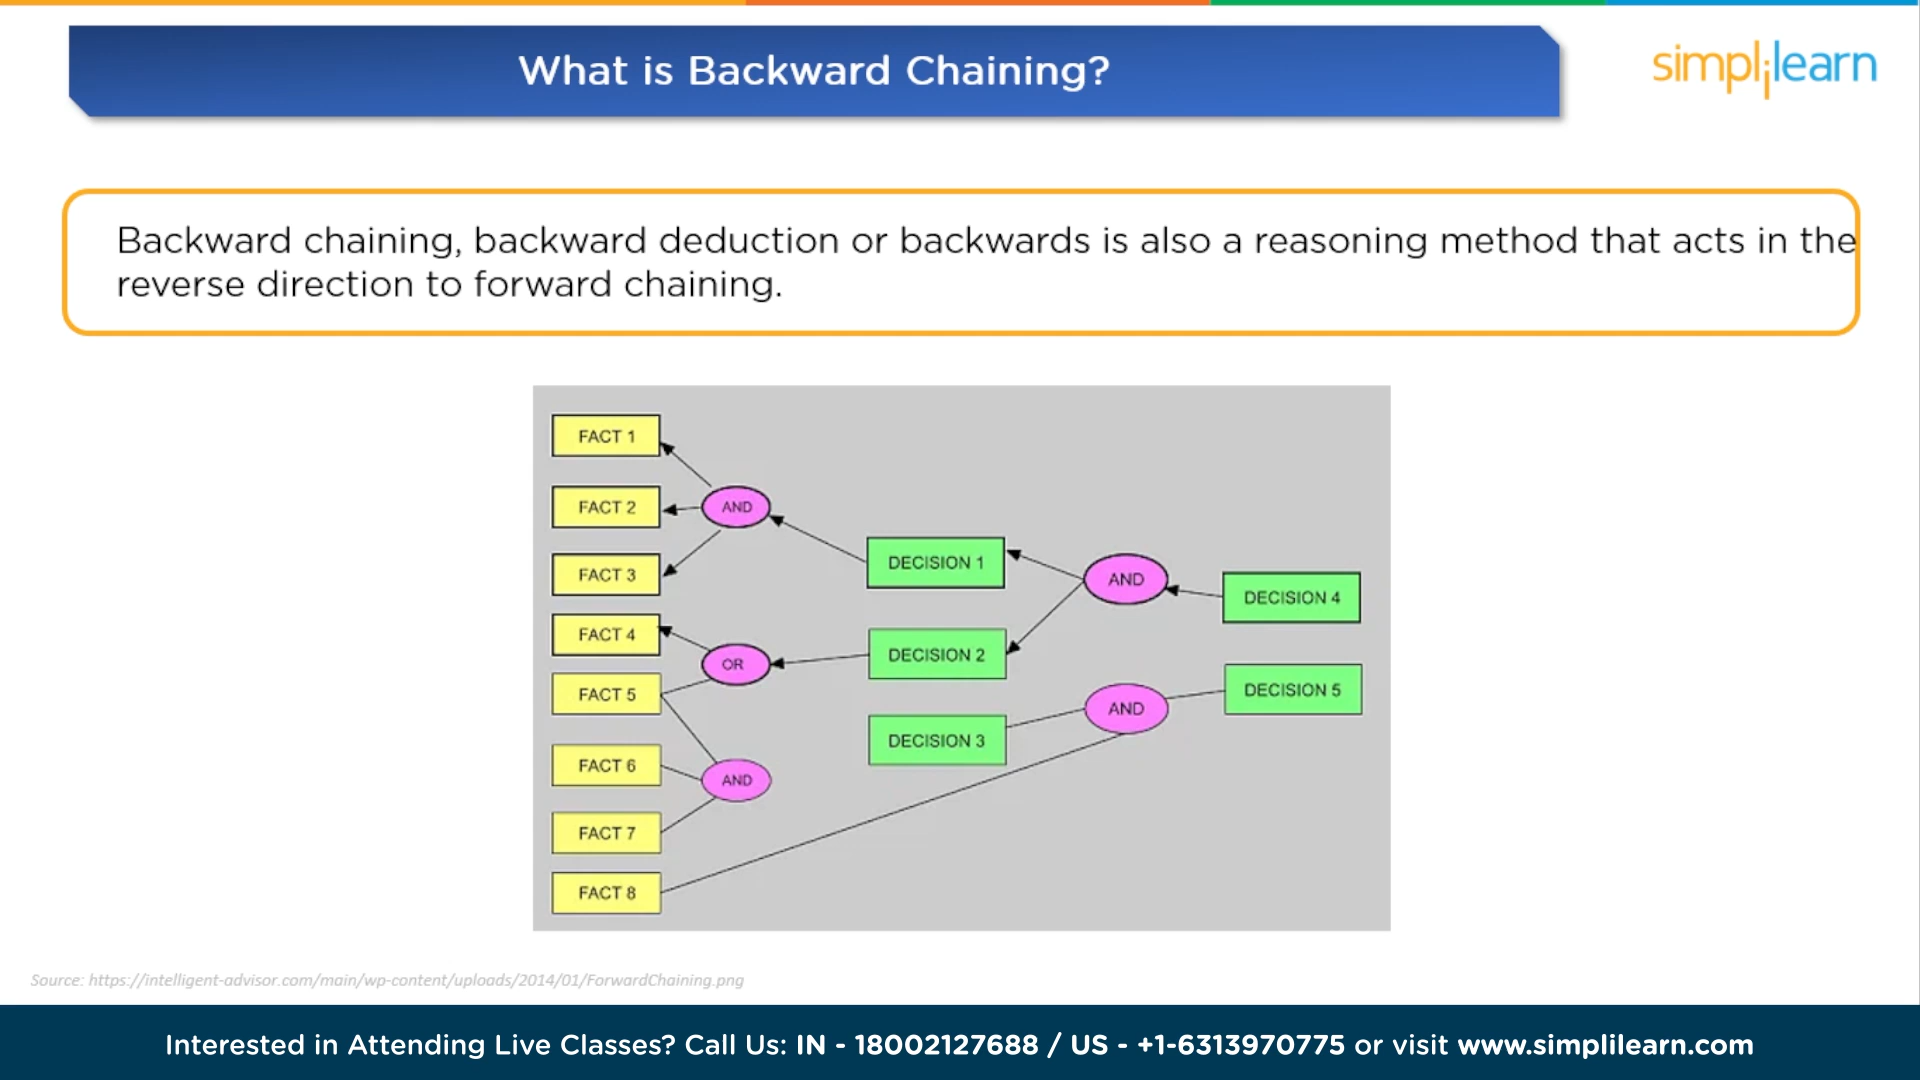 What is Backward Chaining?
simplilearn
Backward chaining, backward deduction or backwards is also a reasoning method that acts in the
reverse direction to forward chaining.
FACT 1
FACT 2
AND
FACT 3
DECISION 1
AND
DECISION 4
FACT 4
OR
DECISION 2
FACT 5
DECISION 5
AND
DECISION 3
FACT 6
AND
FACT 7
FACT 8
Source: https://intelligent-advisor.com/main/wp-content/uploads/2014/01/ForwardChaining.png
Interested in Attending Live Classes? Call Us: IN - 18002127688 / US - +1-6313970775 or visit www.simplilearn.com